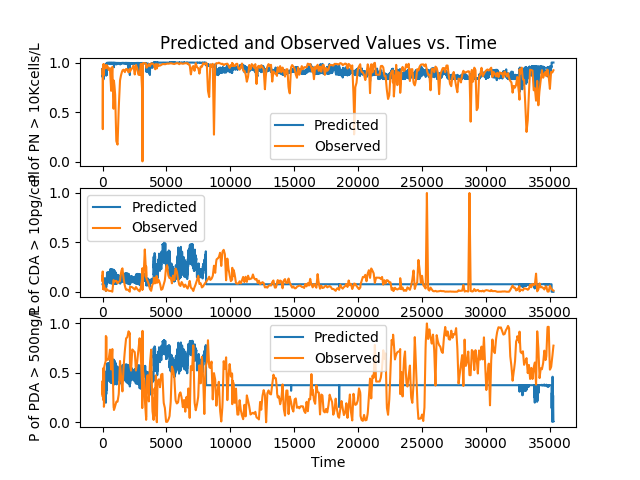 Predicted and Observed Values vs. Time
P of PN > 10Kcells/L
1.0
0.5
0.0
Predicted
Observed
0 5000 10000 15000 20000 25000 30000 35000
P of CDA > 10pg/cell
1.0
0.5
0.0
Predicted
Observed
0 5000 10000 15000 20000 25000 30000 35000
P of PDA > 500ng/L
1.0
0.5
0.0
Predicted
Observed
0 5000 10000 15000 20000 25000 30000 35000
Time